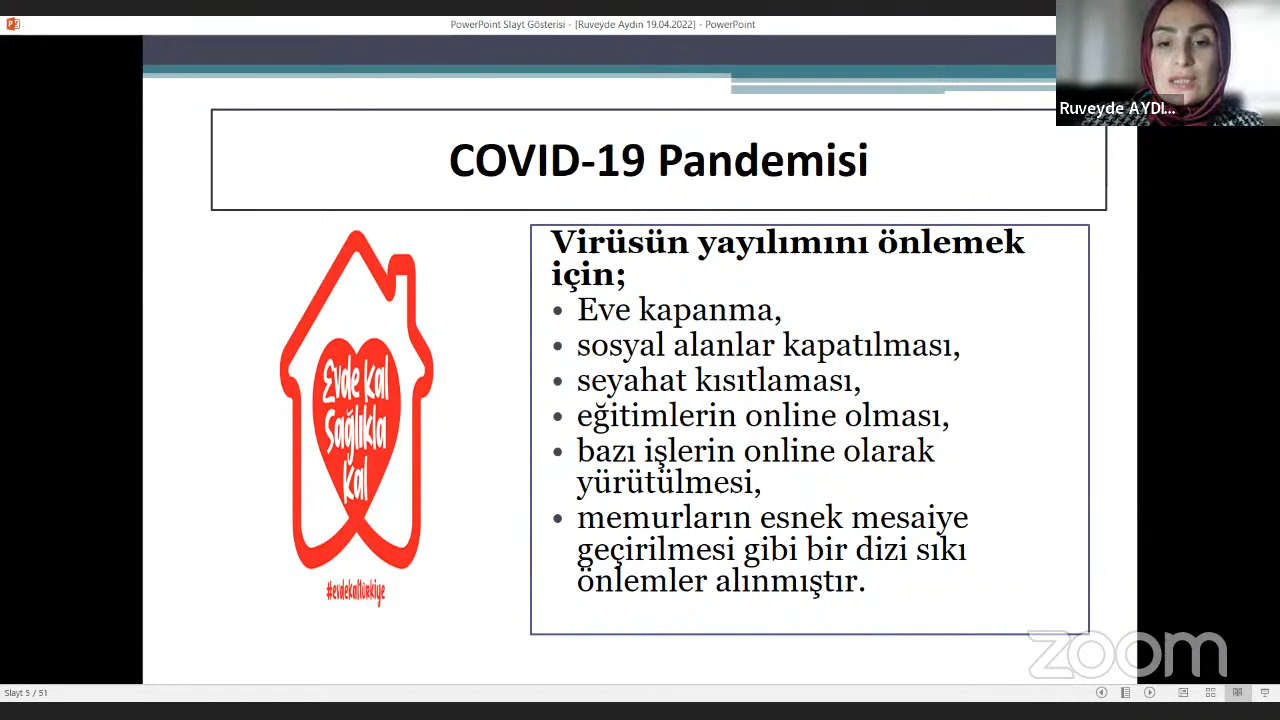 PowerPoint Slayt Gösterisi - [Ruveyde Aydın 19.04.2022] - PowerPoint
Ruveyde AYDI...
COVID-19 Pandemisi
Evde kal
Sağlıkla
kal
#evdekaltürkiye
Virüsün yayılımını önlemek
için;
• Eve kapanma,
• sosyal alanlar kapatılması,
• seyahat kısıtlaması,
• eğitimlerin online olması,
• bazı işlerin online olarak
yürütülmesi,
• memurların esnek mesaiye
geçirilmesi gibi bir dizi sıkı
önlemler alınmıştır.
zoom
Slayt 5 / 51